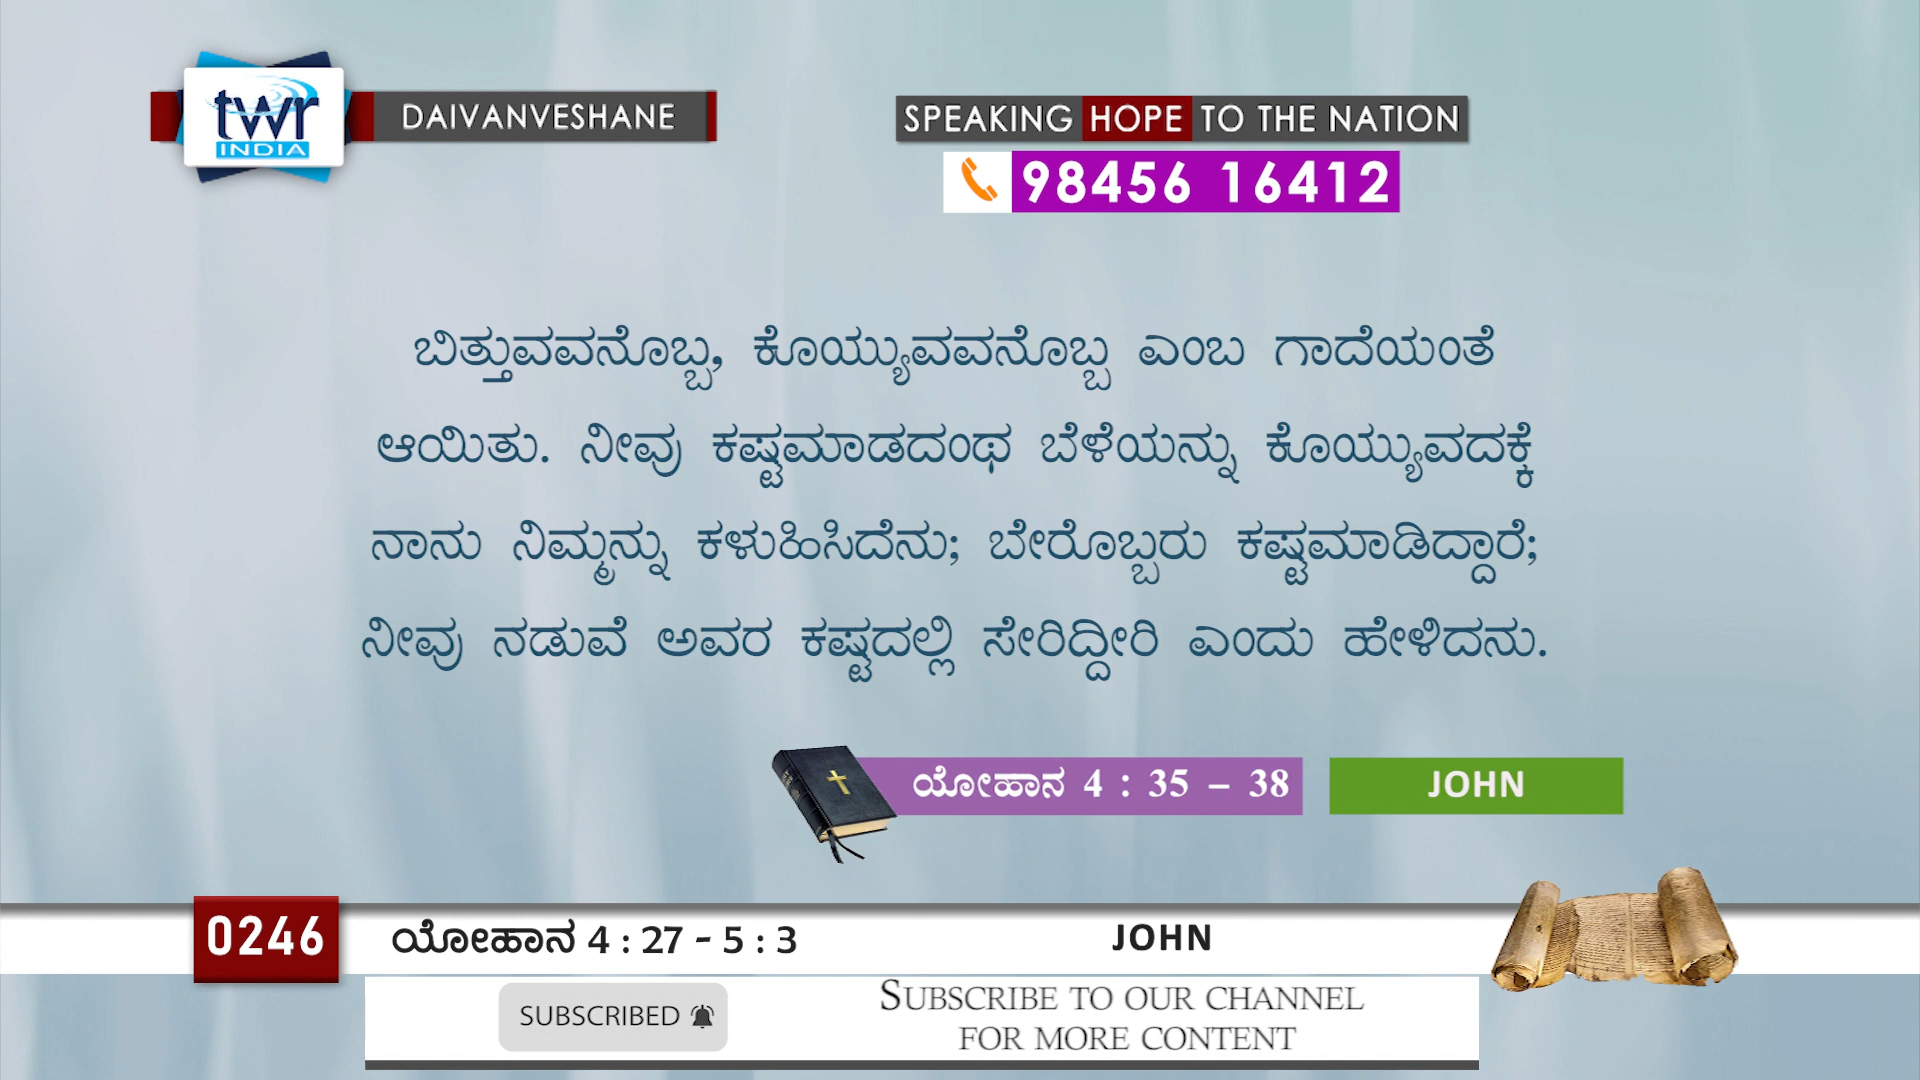 twr
INDIA
DAIVANVESHANE
SPEAKING HOPE TO THE NATION
98456 16412
ಬಿತ್ತುವವನೊಬ್ಬ, ಕೊಯ್ಯುವವನೊಬ್ಬ ಎಂಬ ಗಾದೆಯಂತೆ
ಆಯಿತು. ನೀವು ಕಷ್ಟಮಾಡದಂಥ ಬೆಳೆಯನ್ನು ಕೊಯ್ಯುವದಕ್ಕೆ
ನಾನು ನಿಮ್ಮನ್ನು ಕಳುಹಿಸಿದೆನು; ಬೇರೊಬ್ಬರು ಕಷ್ಟಮಾಡಿದ್ದಾರೆ;
ನೀವು ನಡುವೆ ಅವರ ಕಷ್ಟದಲ್ಲಿ ಸೇರಿದ್ದೀರಿ ಎಂದು ಹೇಳಿದನು.
ಯೋಹಾನ 4 : 35 – 38
JOHN
0246
ಯೋಹಾನ 4 : 27 - 5 : 3
JOHN
SUBSCRIBED
SUBSCRIBE TO OUR CHANNEL
FOR MORE CONTENT